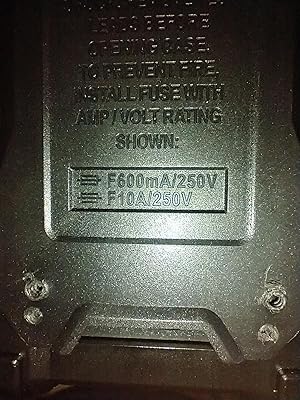 LEADS BEFORE
OPENING CASE.
TO PREVENT FIRE,
INSTALL FUSE WITH
AMP / VOLT RATING
SHOWN:
F600mA/250V
F10A/250V